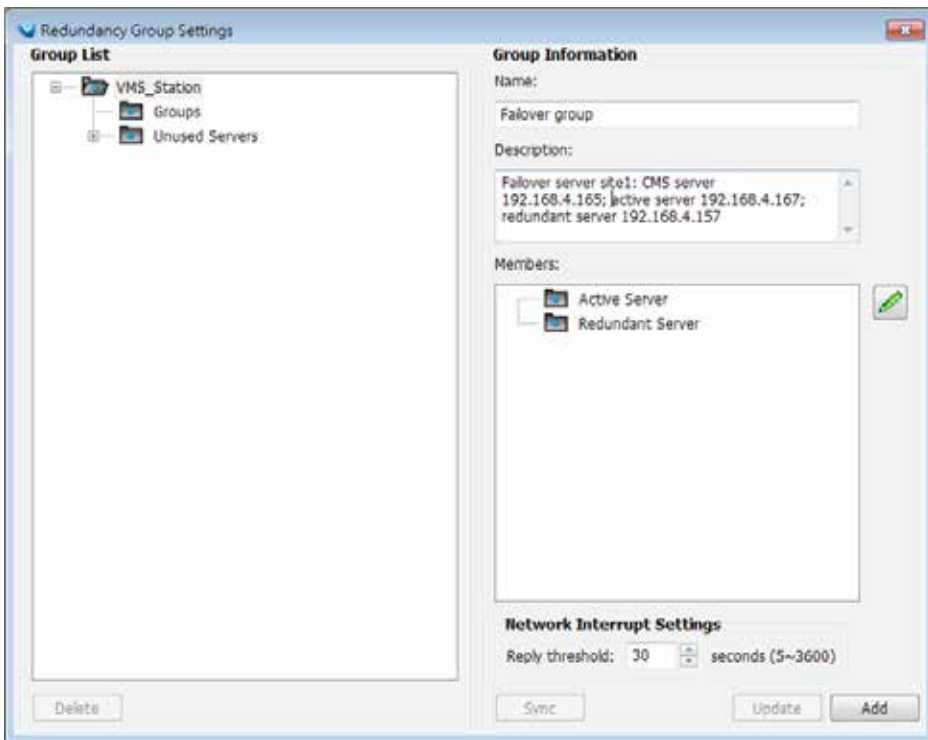 Redundancy Group Settings
Group List
VMS_Station
Groups
Unused Servers
Delete
Group Information
Name:
Failover group
Description:
Failover server site1: CMS server
192.168.4.165; active server 192.168.4.167;
redundant server 192.168.4.157
Members:
Active Server
Redundant Server
Network Interrupt Settings
Reply threshold: 30 seconds (5~3600)
Sync Update Add